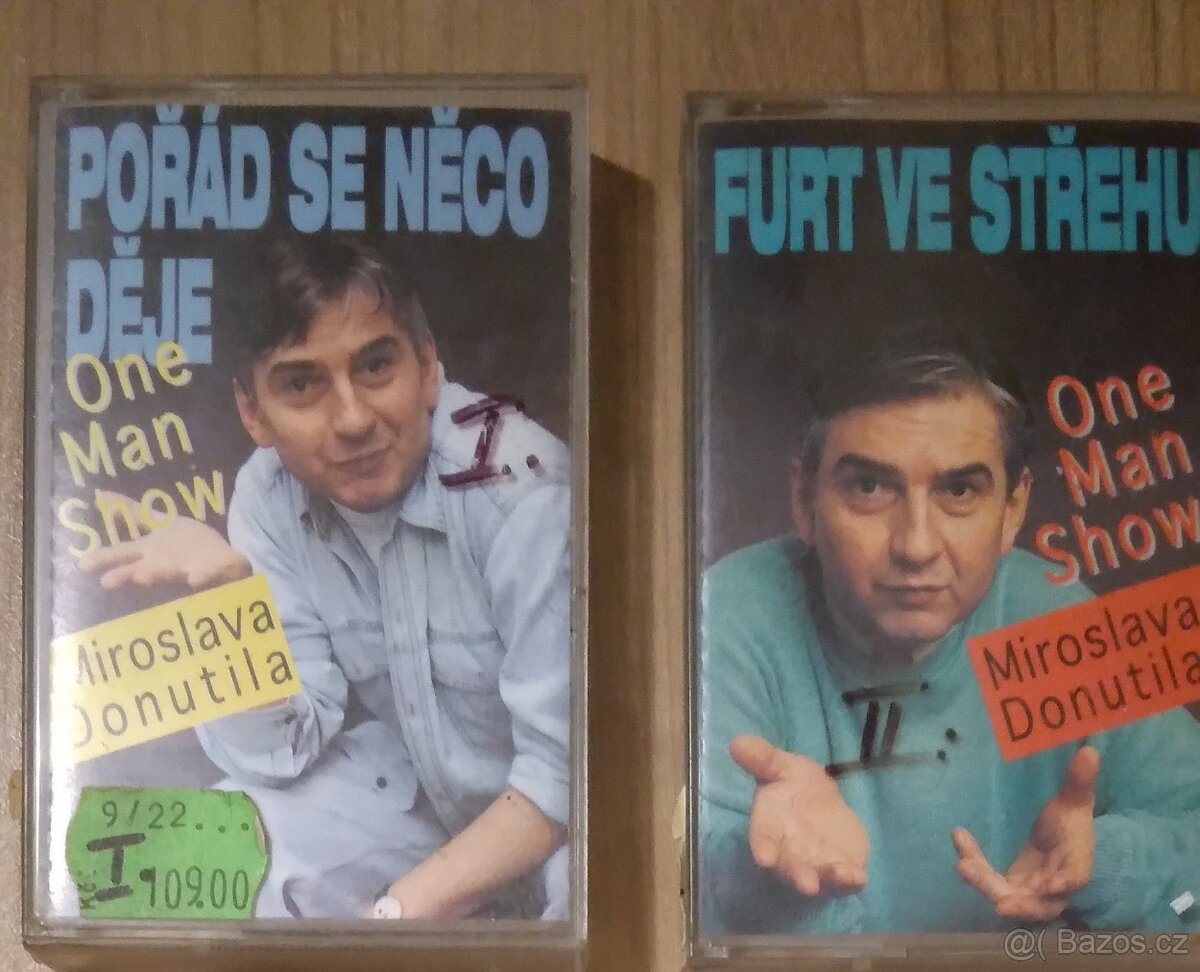 POŘÁD SE NĚCO
DĚJE
One
Man
Show
I.
Miroslava
Donutila
9/22...
Kč:
I.
109.00
FURT VE STŘEHU
One
Man
Show
Miroslava
Donutila
II.
@( Bazos.cz